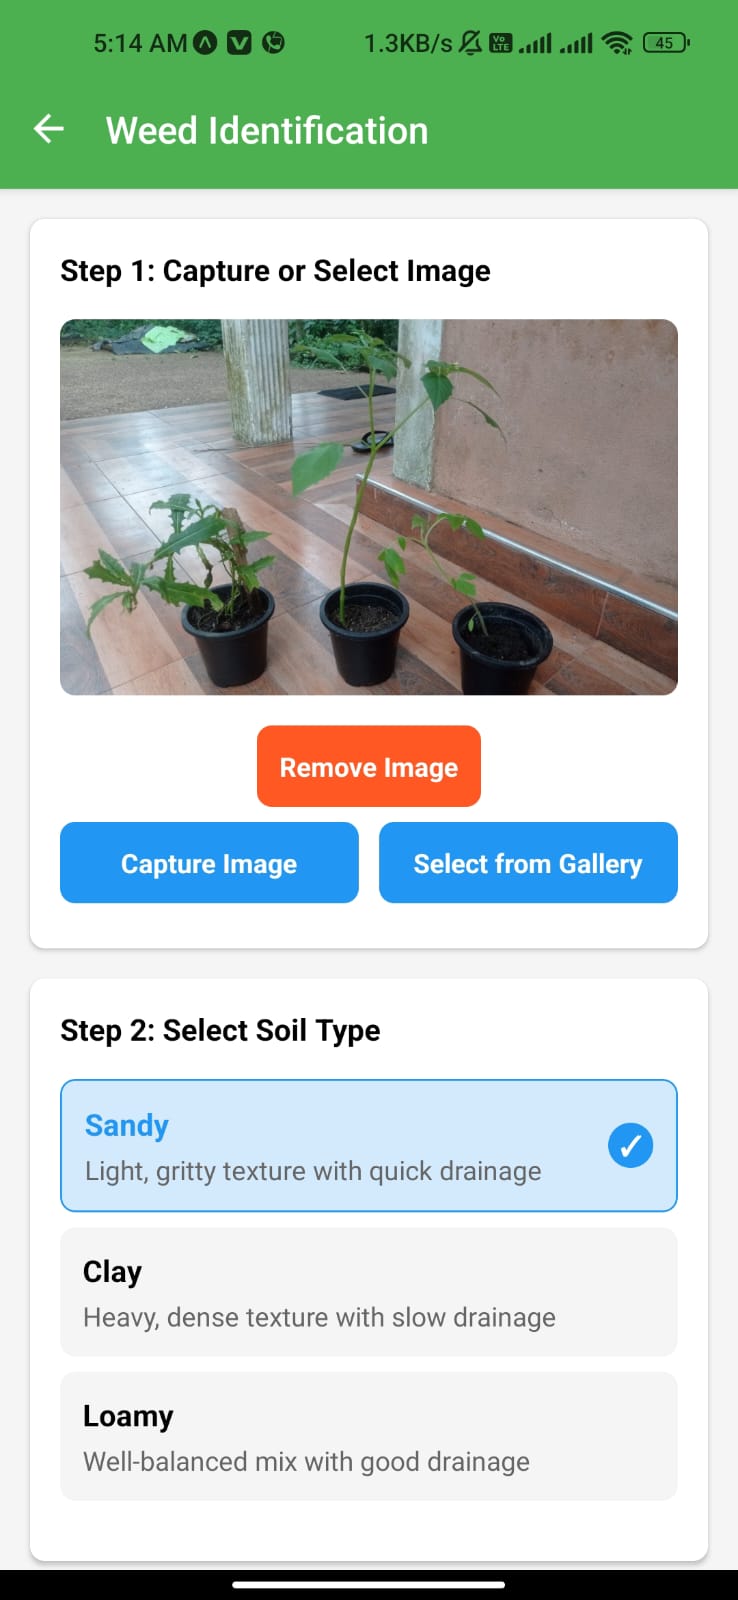 5:14 AM 1.3KB/s Vo LTE 45
Weed Identification
Step 1: Capture or Select Image
Remove Image
Capture Image Select from Gallery
Step 2: Select Soil Type
Sandy
Light, gritty texture with quick drainage
Clay
Heavy, dense texture with slow drainage
Loamy
Well-balanced mix with good drainage